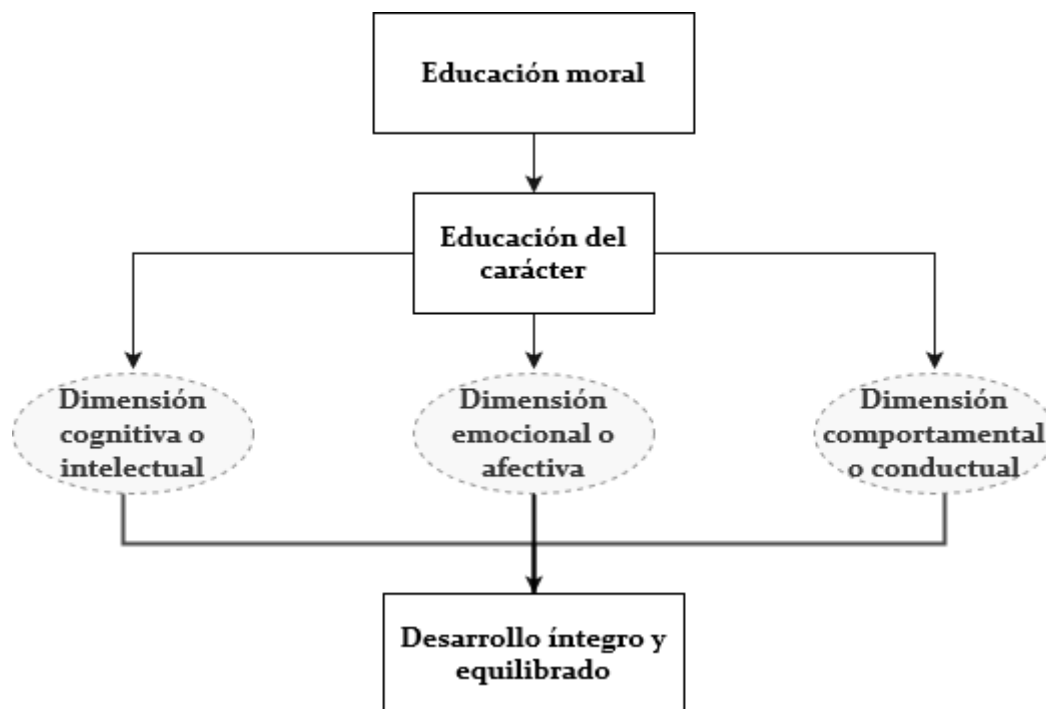 Educación moral
Educación del
carácter
Dimensión
cognitiva o
intelectual
Dimensión
emocional o
afectiva
Dimensión
comportamental
o conductual
Desarrollo íntegro y
equilibrado